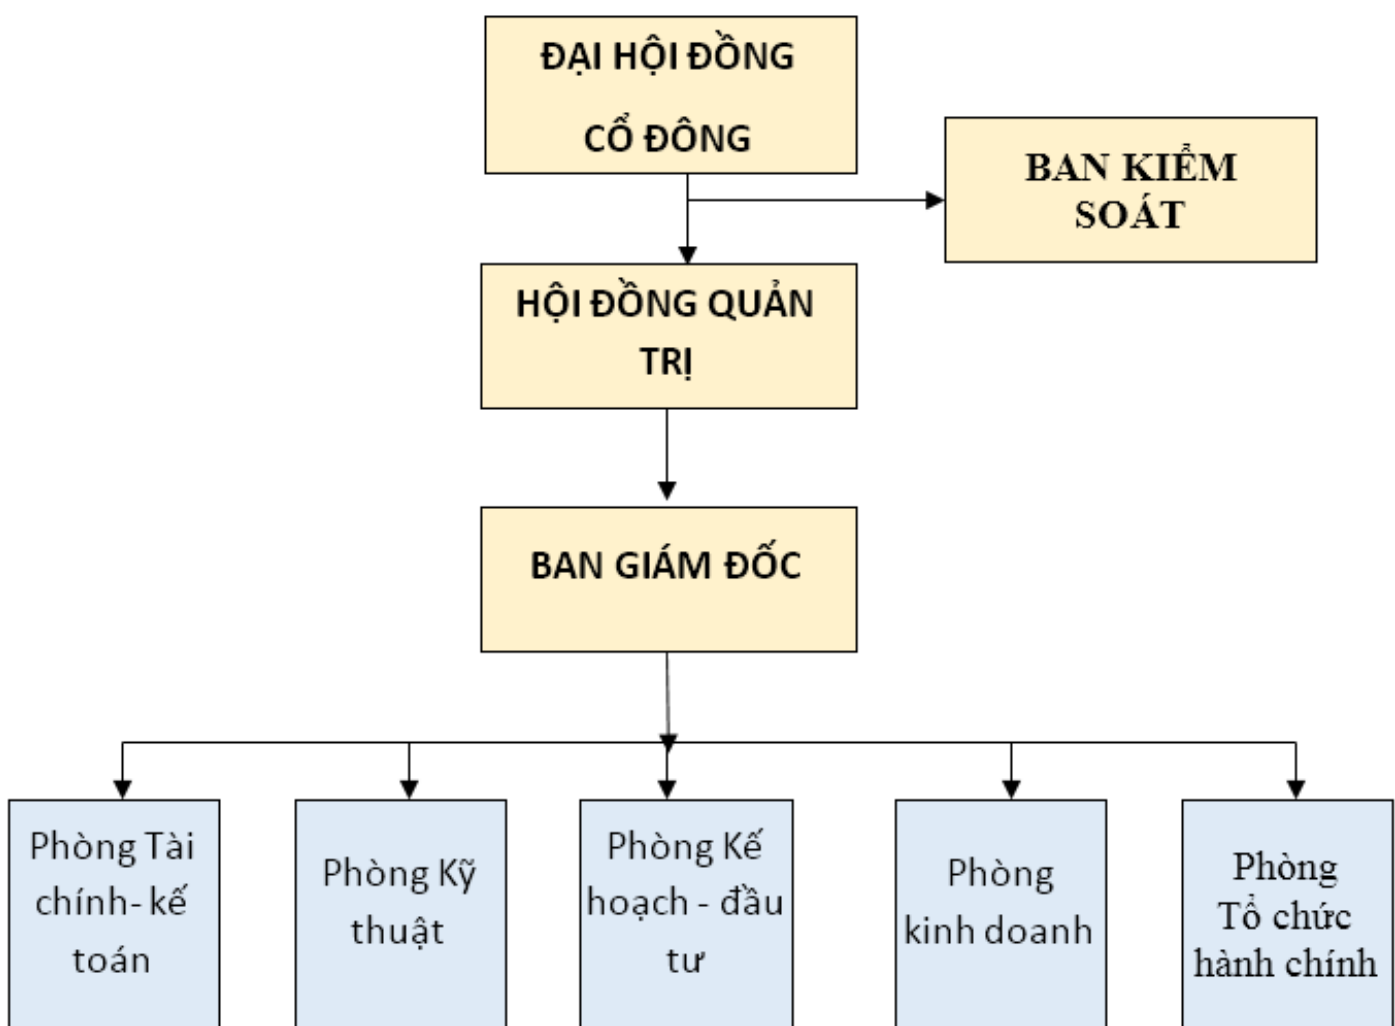 ĐẠI HỘI ĐỒNG
CỔ ĐÔNG
BAN KIỂM
SOÁT
HỘI ĐỒNG QUẢN
TRỊ
BAN GIÁM ĐỐC
Phòng Tài
chính- kế
toán
Phòng Kỹ
thuật
Phòng Kế
hoạch - đầu
tư
Phòng
kinh doanh
Phòng
Tổ chức
hành chính